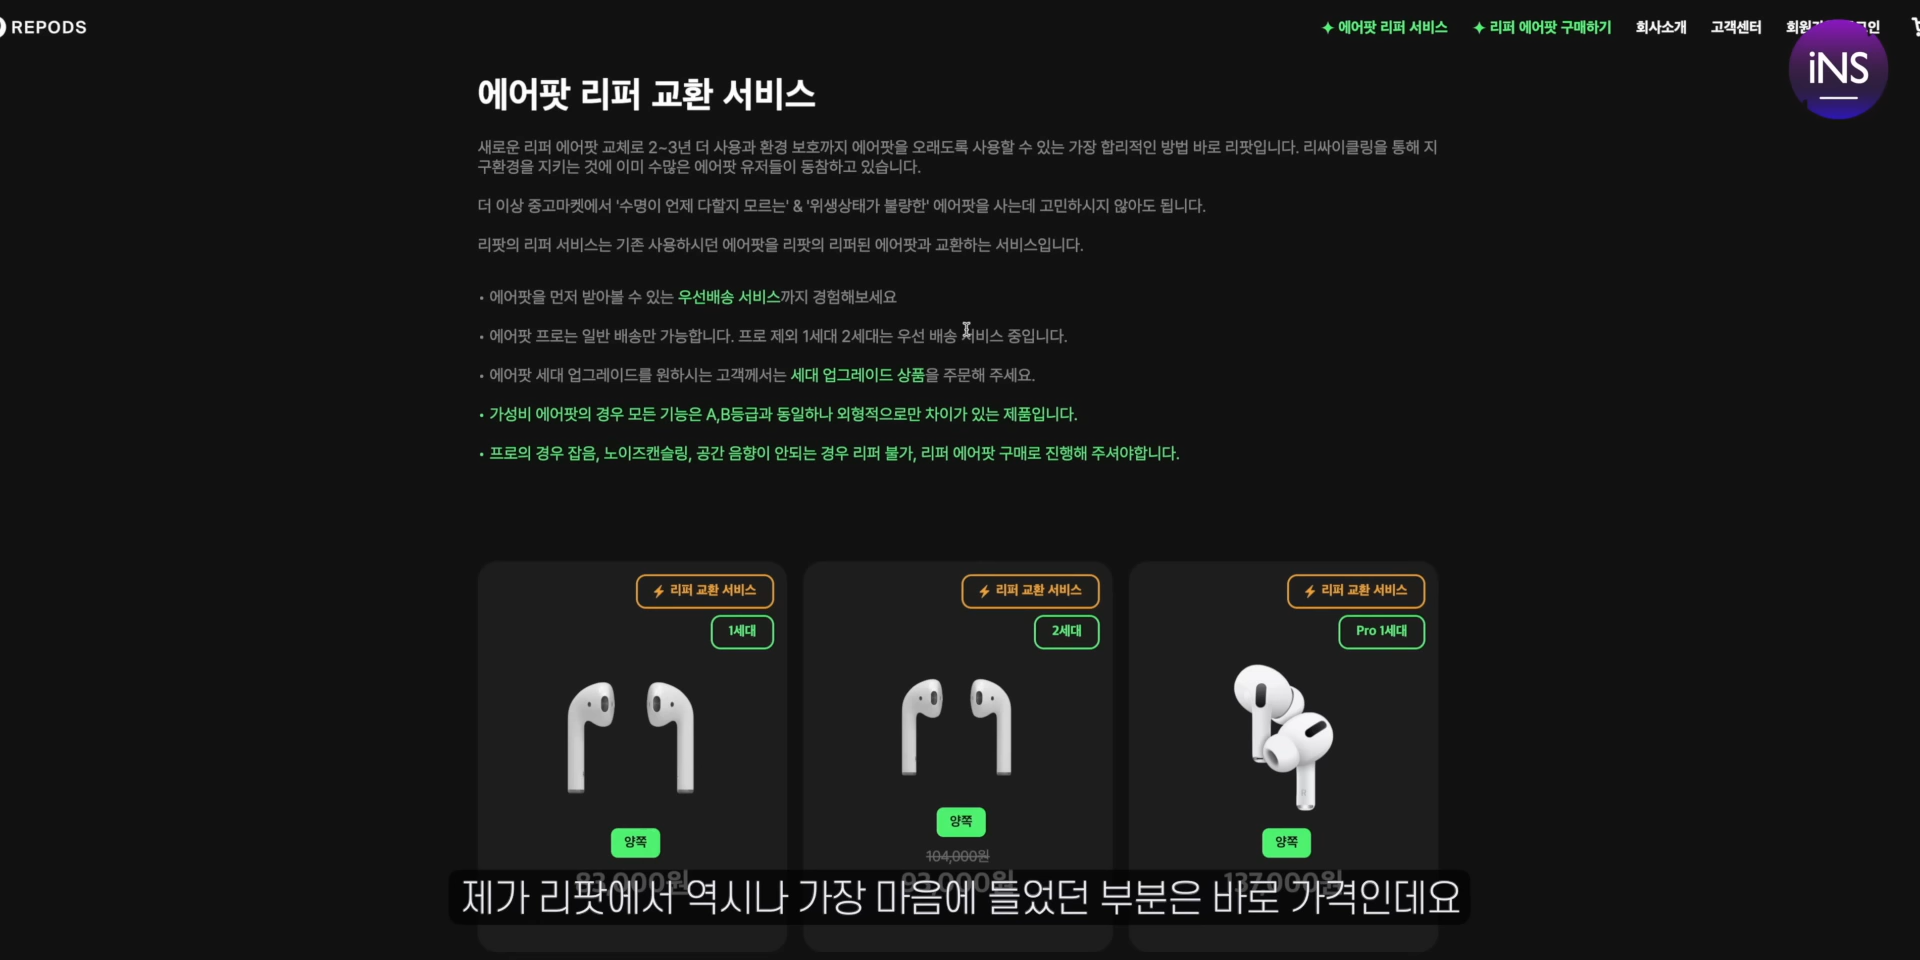 REPODS
에어팟 리퍼 서비스
리퍼 에어팟 구매하기
회사소개
고객센터
iNS
에어팟 리퍼 교환 서비스
새로운 리퍼 에어팟 교체로 2~3년 더 사용과 환경 보호까지 에어팟을 오래도록 사용할 수 있는 가장 합리적인 방법 바로 리팟입니다. 리싸이클링을 통해 지
구환경을 지키는 것에 이미 수많은 에어팟 유저들이 동참하고 있습니다.
더 이상 중고마켓에서 '수명이 언제 다할지 모르는' & '위생상태가 불량한' 에어팟을 사는데 고민하시지 않아도 됩니다.
리팟의 리퍼 서비스는 기존 사용하시던 에어팟을 리팟의 리퍼된 에어팟과 교환하는 서비스입니다.
• 에어팟을 먼저 받아볼 수 있는 우선배송 서비스까지 경험해보세요
• 에어팟 프로는 일반 배송만 가능합니다. 프로 제외 1세대 2세대는 우선 배송 서비스 중입니다.
• 에어팟 세대 업그레이드를 원하시는 고객께서는 세대 업그레이드 상품을 주문해 주세요.
• 가성비 에어팟의 경우 모든 기능은 A,B등급과 동일하나 외형적으로만 차이가 있는 제품입니다.
• 프로의 경우 잡음, 노이즈캔슬링, 공간 음향이 안되는 경우 리퍼 불가, 리퍼 에어팟 구매로 진행해 주셔야합니다.
리퍼 교환 서비스
1세대
양쪽
83,000원
리퍼 교환 서비스
2세대
양쪽
104,000원
93,000원
리퍼 교환 서비스
Pro 1세대
양쪽
137,000원
제가 리팟에서 역시나 가장 마음에 들었던 부분은 바로 가격인데요